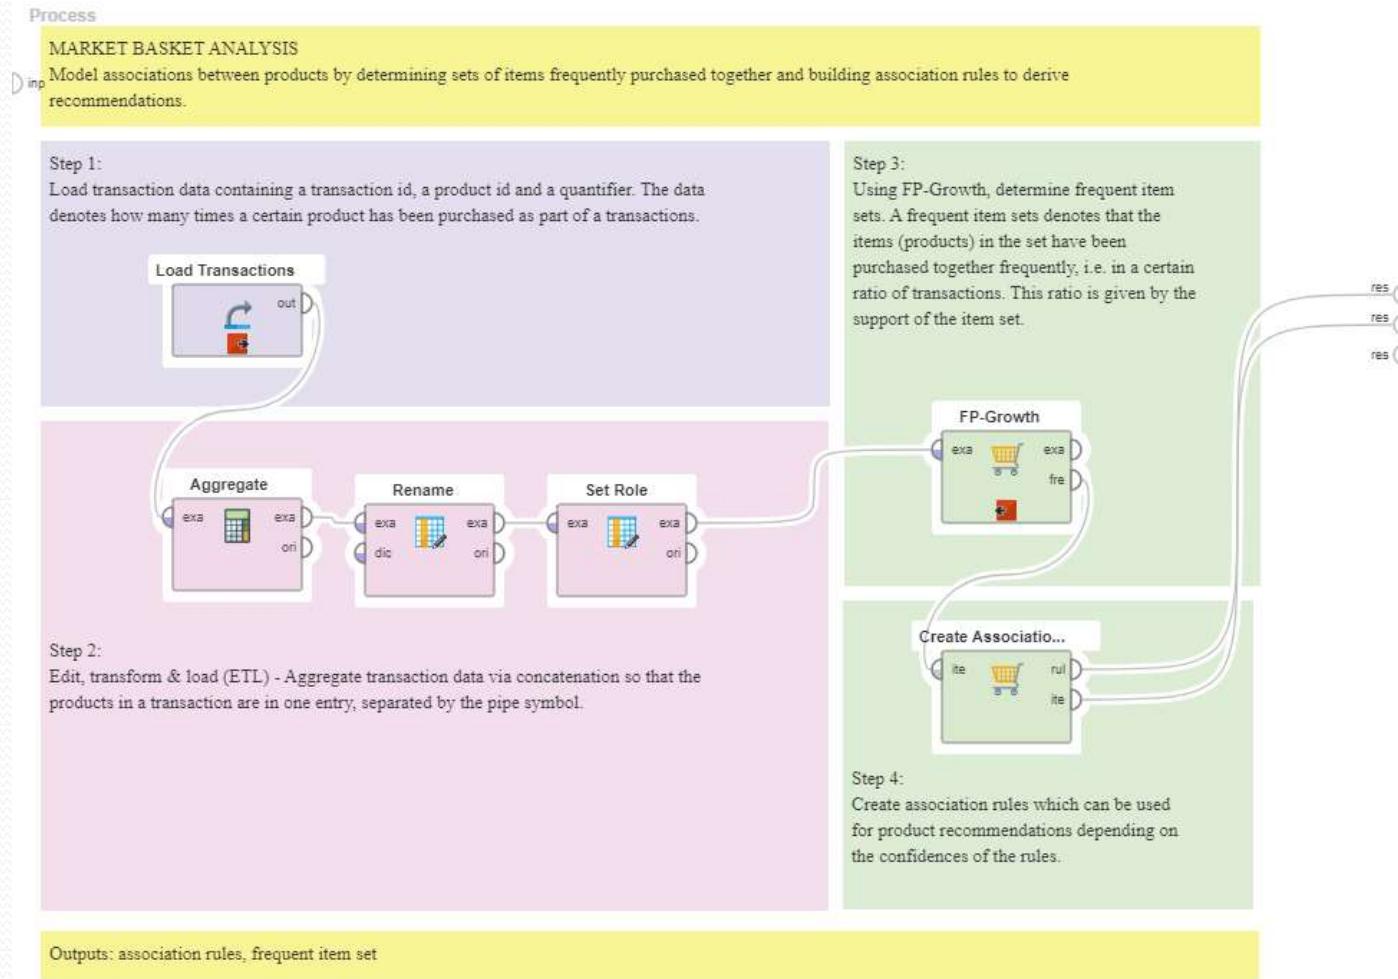 Process
MARKET BASKET ANALYSIS
inp
Model associations between products by determining sets of items frequently purchased together and building association rules to derive
recommendations.
Step 1:
Load transaction data containing a transaction id, a product id and a quantifier. The data
denotes how many times a certain product has been purchased as part of a transactions.
Load Transactions
out
Aggregate
exa
exa
ori
Rename
exa
exa
dic
ori
Set Role
exa
exa
ori
Step 2:
Edit, transform & load (ETL) - Aggregate transaction data via concatenation so that the
products in a transaction are in one entry, separated by the pipe symbol.
Step 3:
Using FP-Growth, determine frequent item
sets. A frequent item sets denotes that the
items (products) in the set have been
purchased together frequently, i.e. in a certain
ratio of transactions. This ratio is given by the
support of the item set.
FP-Growth
exa
exa
fre
Create Associatio...
ite
rul
ite
Step 4:
Create association rules which can be used
for product recommendations depending on
the confidences of the rules.
res
res
res
Outputs: association rules, frequent item set